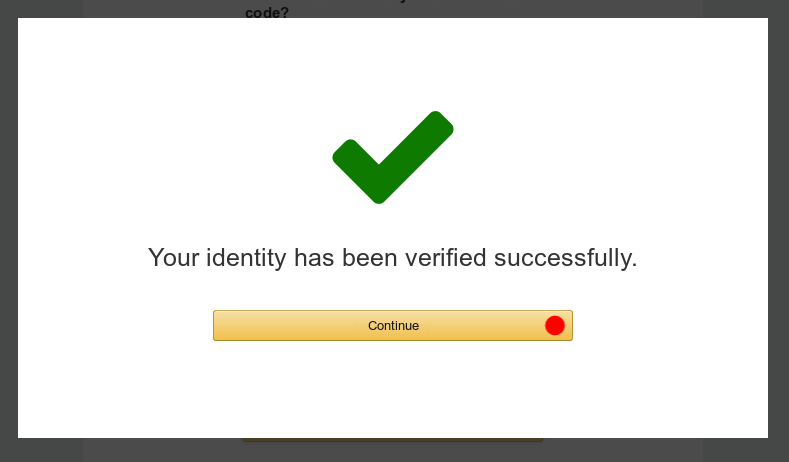 code?
Your identity has been verified successfully.
Continue